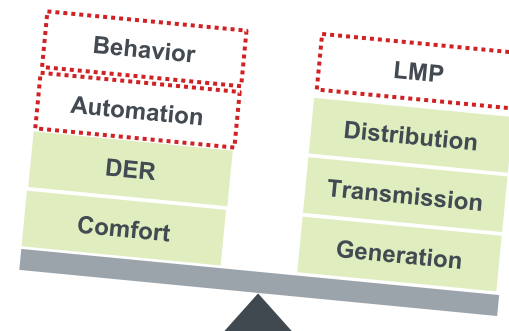 Behavior
Automation
DER
Comfort
LMP
Distribution
Transmission
Generation